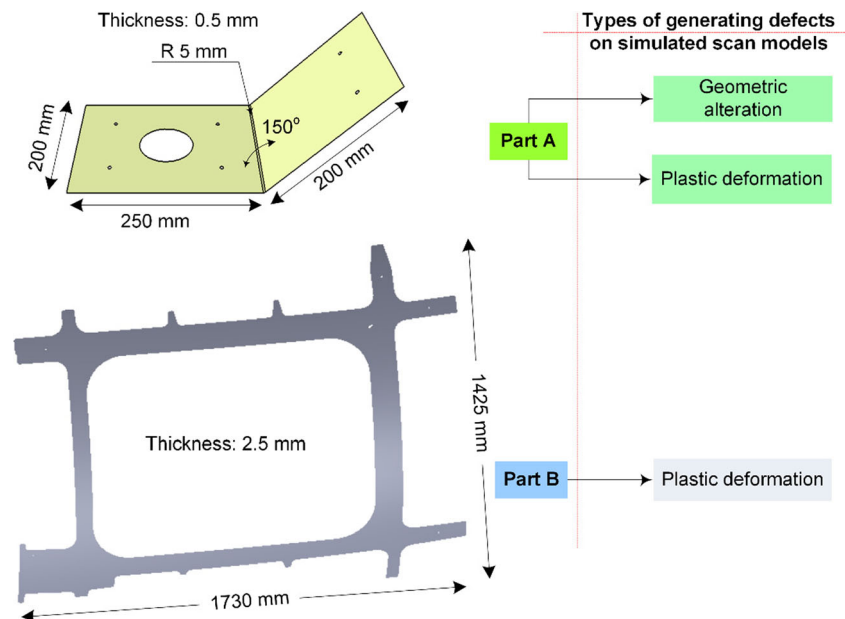 Thickness: 0.5 mm
R 5 mm
150º
200 mm
200 mm
250 mm
Types of generating defects
on simulated scan models
Part A
Geometric
alteration
Plastic deformation
Thickness: 2.5 mm
1425 mm
1730 mm
Part B
Plastic deformation